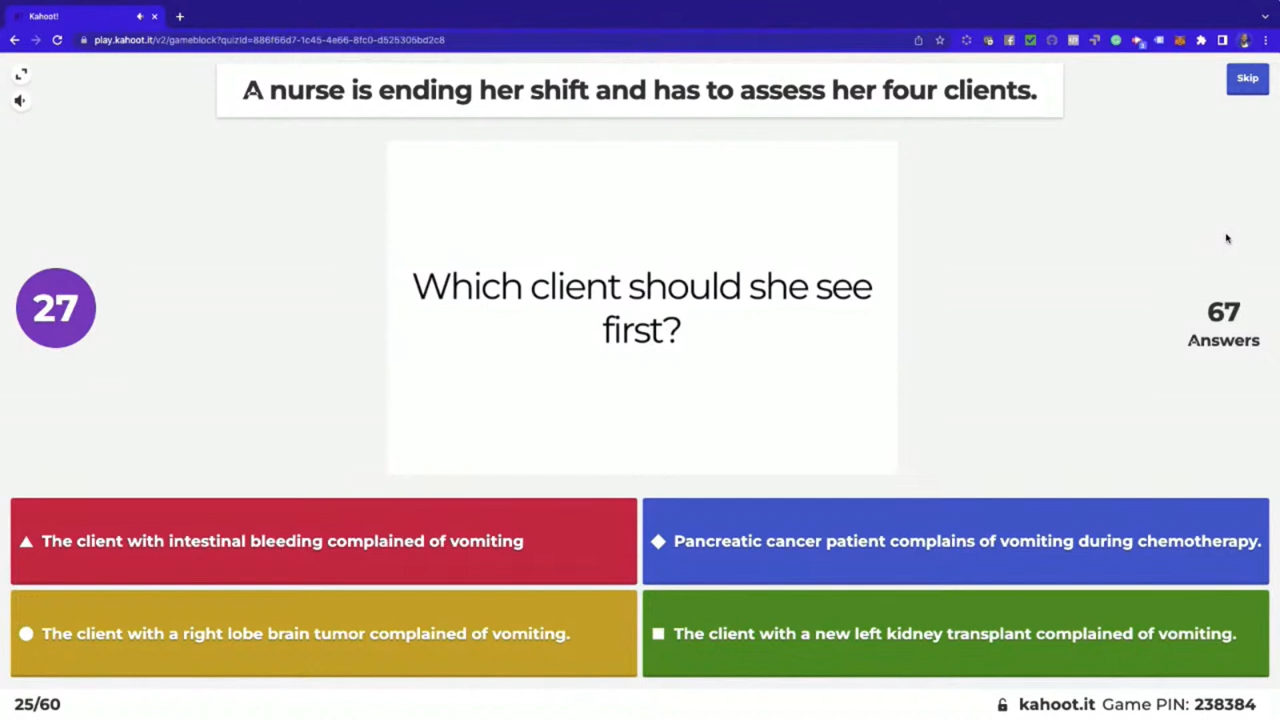 Kahoot!
play.kahoot.it/v2/gameblock?quizId=886f66d7-1c45-4e66-8fc0-d525305bd2c8
A nurse is ending her shift and has to assess her four clients.
Skip
Which client should she see
first?
27
67
Answers
The client with intestinal bleeding complained of vomiting
Pancreatic cancer patient complains of vomiting during chemotherapy.
The client with a right lobe brain tumor complained of vomiting.
The client with a new left kidney transplant complained of vomiting.
25/60
kahoot.it Game PIN: 238384